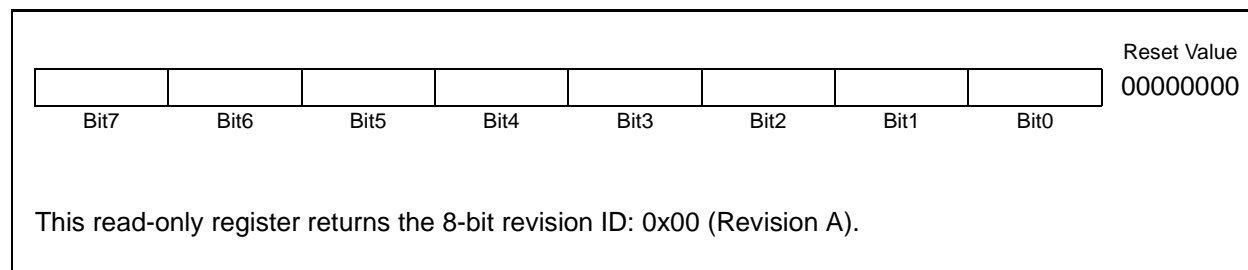 Reset Value
00000000
Bit7 Bit6 Bit5 Bit4 Bit3 Bit2 Bit1 Bit0
This read-only register returns the 8-bit revision ID: 0x00 (Revision A).